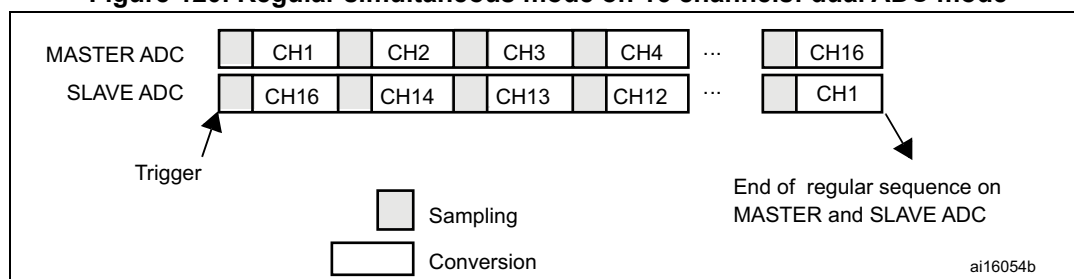 Figure 120. Regular simultaneous mode on 16 channels: dual ADC mode
MASTER ADC CH1 CH2 CH3 CH4 ... CH16
SLAVE ADC CH16 CH14 CH13 CH12 ... CH1
Trigger
End of regular sequence on
MASTER and SLAVE ADC
Sampling
Conversion
ai16054b